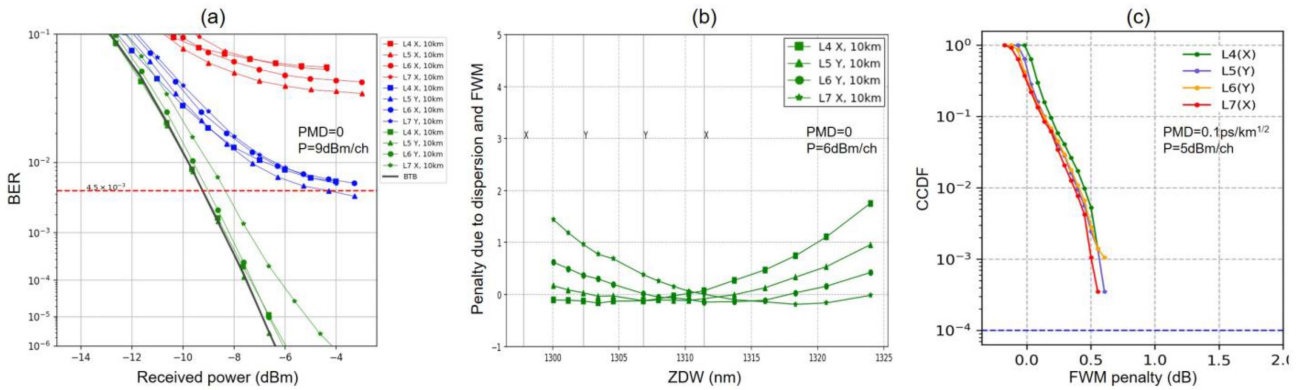 (a)
10⁻¹
10⁻²
10⁻³
10⁻⁴
10⁻⁵
10⁻⁶
BER
4.5 × 10⁻³
PMD=0
P=9dBm/ch
L4 X, 10km
L5 X, 10km
L6 X, 10km
L7 X, 10km
L4 X, 10km
L5 Y, 10km
L6 X, 10km
L7 Y, 10km
L4 X, 10km
L5 Y, 10km
L6 Y, 10km
L7 X, 10km
BTB
−14 −12 −10 −8 −6 −4
Received power (dBm)
(b)
5
4
3
2
1
0
−1
Penalty due to dispersion and FWM
L4 X, 10km
L5 Y, 10km
L6 Y, 10km
L7 X, 10km
X Y Y X
PMD=0
P=6dBm/ch
1300 1305 1310 1315 1320 1325
ZDW (nm)
(c)
10⁰
10⁻¹
10⁻²
10⁻³
10⁻⁴
CCDF
L4(X)
L5(Y)
L6(Y)
L7(X)
PMD=0.1ps/km¹ᐟ²
P=5dBm/ch
0.0 0.5 1.0 1.5 2.0
FWM penalty (dB)